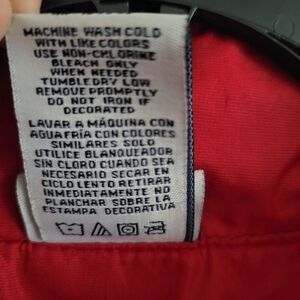 MACHINE WASH COLD
WITH LIKE COLORS
USE NON-CHLORINE
BLEACH ONLY
WHEN NEEDED
TUMBLE DRY LOW
REMOVE PROMPTLY
DO NOT IRON IF
DECORATED
LAVAR A MÁQUINA CON
AGUA FRÍA CON COLORES
SIMILARES SOLO
UTILICE BLANQUEADOR
SIN CLORO CUANDO SEA
NECESARIO SECAR EN
CICLO LENTO RETIRAR
INMEDIATAMENTE NO
PLANCHAR SOBRE LA
ESTAMPA DECORATIVA